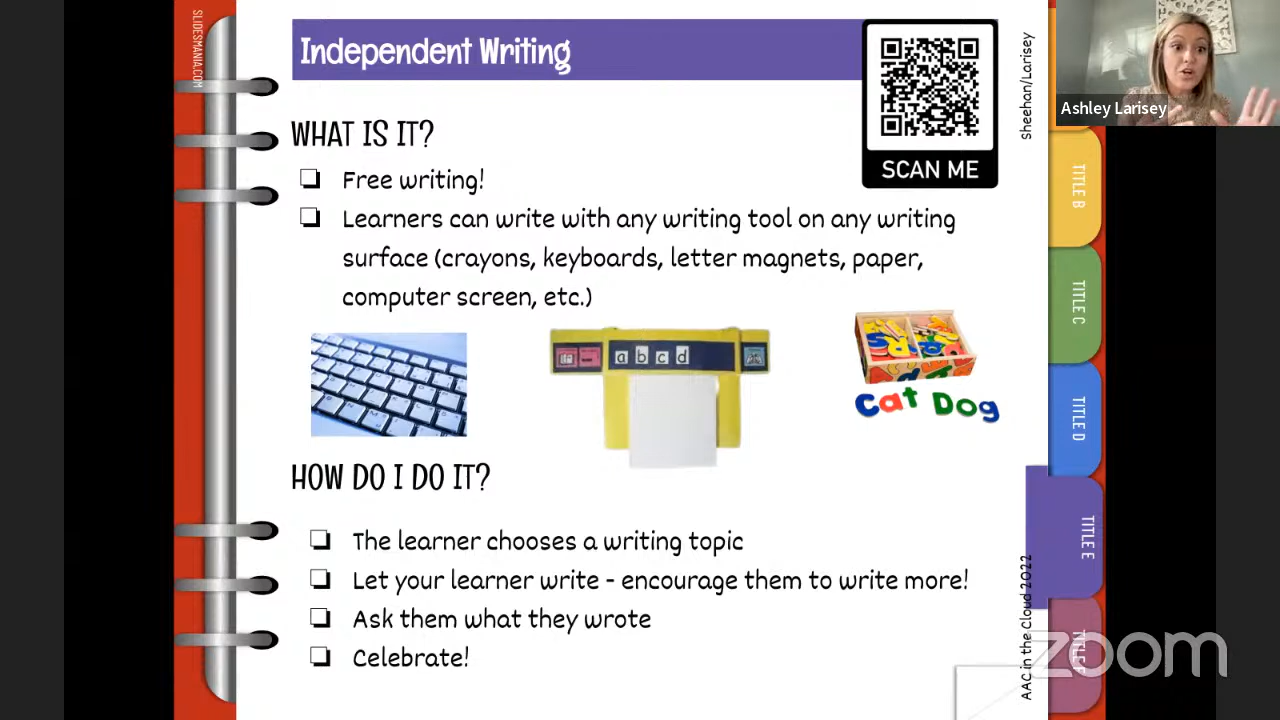 SLIDESMANIA.COM
Independent Writing
SCAN ME
sheehan/Larisey
Ashley Larisey
WHAT IS IT?
Free writing!
Learners can write with any writing tool on any writing
surface (crayons, keyboards, letter magnets, paper,
computer screen, etc.)
a b c d
Cat Dog
HOW DO I DO IT?
The learner chooses a writing topic
Let your learner write - encourage them to write more!
Ask them what they wrote
Celebrate!
TITLE B
TITLE C
TITLE D
TITLE E
AAC in the Cloud 2022
zoom